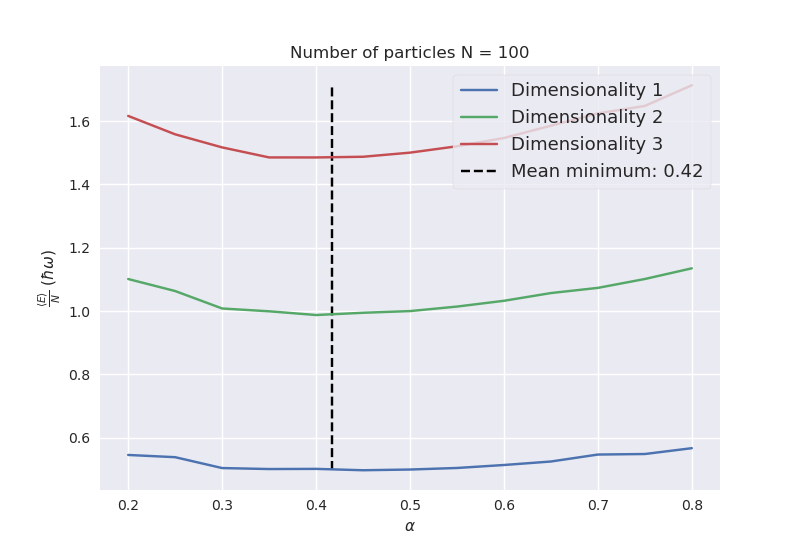 Number of particles N = 100
Dimensionality 1
Dimensionality 2
Dimensionality 3
Mean minimum: 0.42
⟨E⟩/N (ħω)
1.6
1.4
1.2
1.0
0.8
0.6
0.2 0.3 0.4 0.5 0.6 0.7 0.8
α